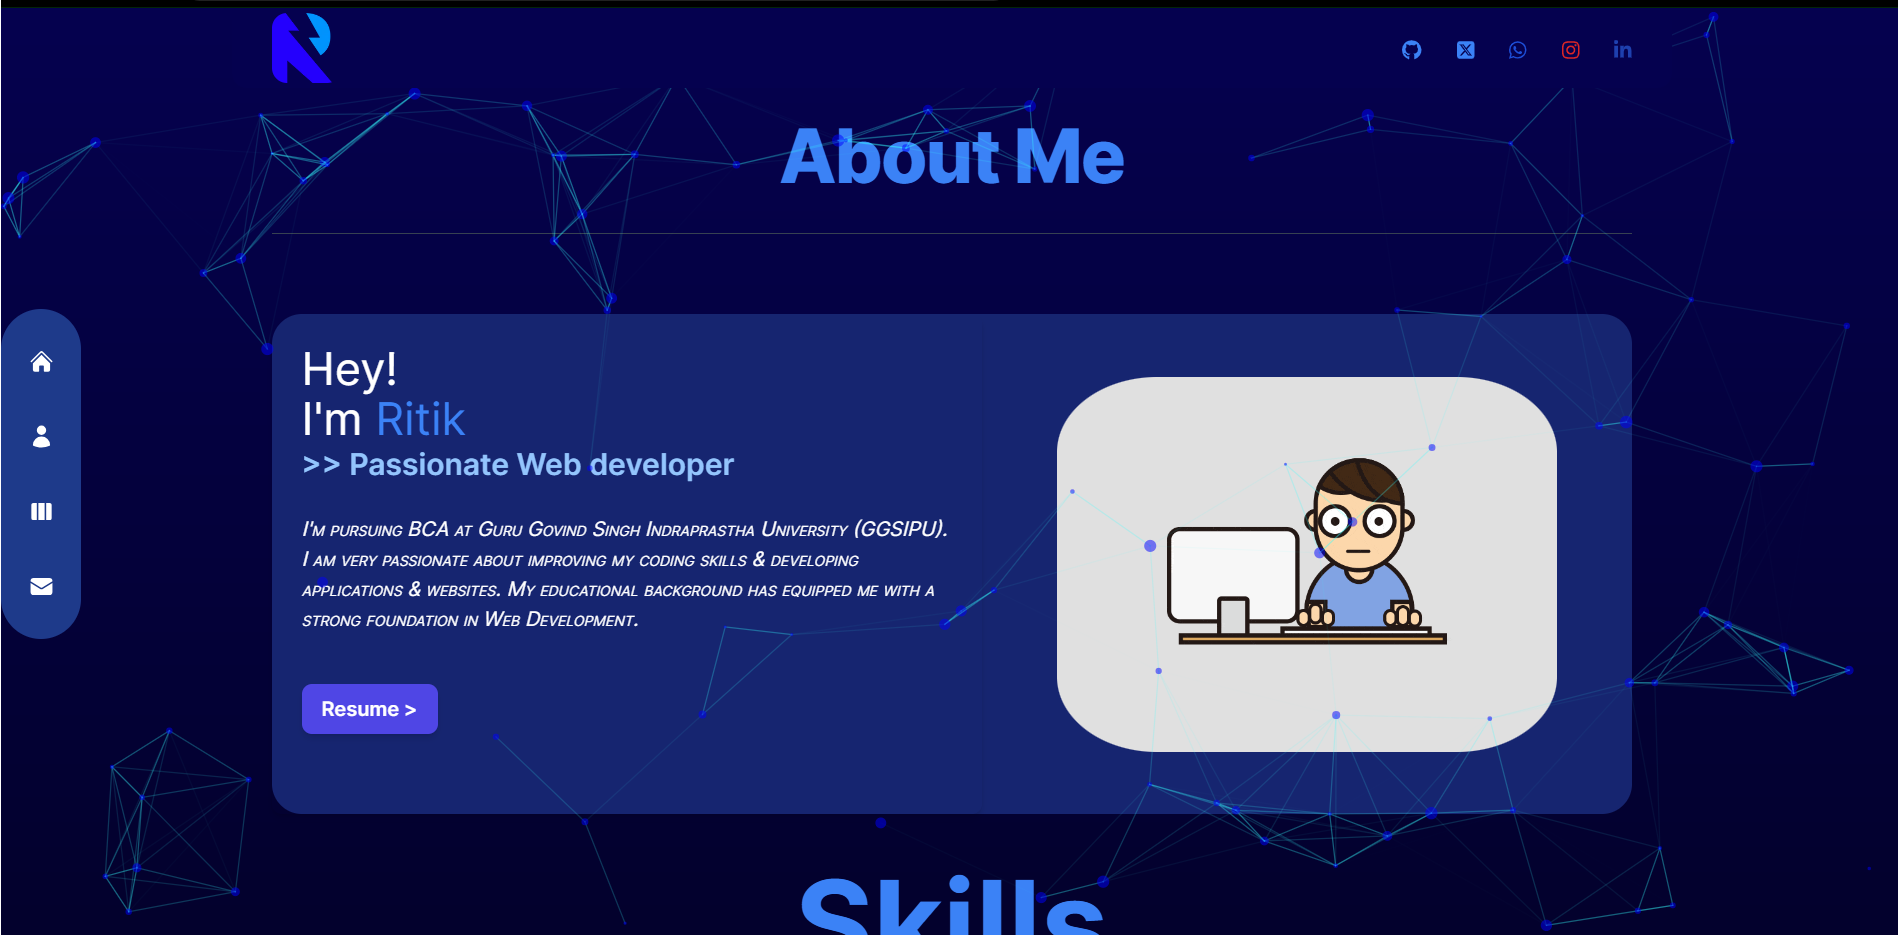 About Me
Hey!
I'm Ritik
>> Passionate Web developer
I'm pursuing BCA at Guru Govind Singh Indraprastha University (GGSIPU).
I am very passionate about improving my coding skills & developing
applications & websites. My educational background has equipped me with a
strong foundation in Web Development.
Resume >
Skills